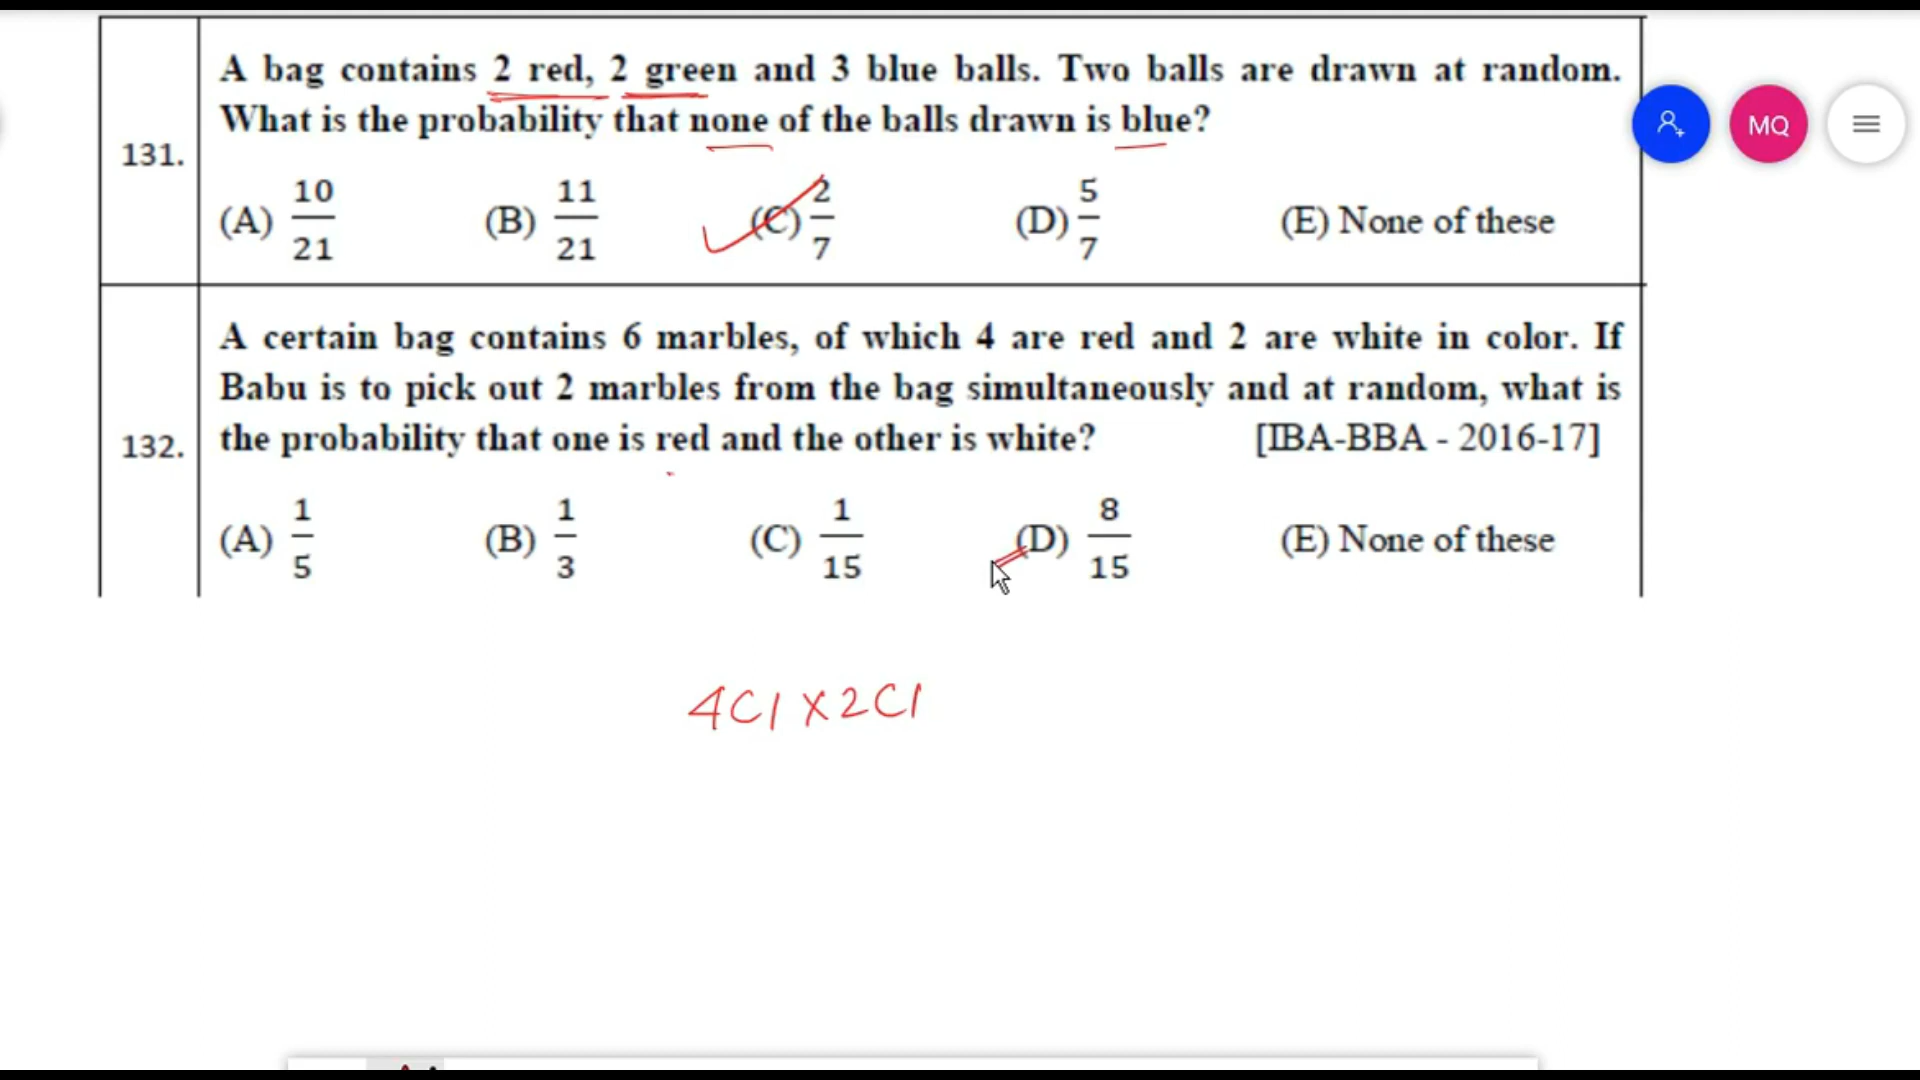 131.
A bag contains 2 red, 2 green and 3 blue balls. Two balls are drawn at random.
What is the probability that none of the balls drawn is blue?
(A) 10/21 (B) 11/21 (C) 2/7 (D) 5/7 (E) None of these
132.
A certain bag contains 6 marbles, of which 4 are red and 2 are white in color. If
Babu is to pick out 2 marbles from the bag simultaneously and at random, what is
the probability that one is red and the other is white? [IBA-BBA - 2016-17]
(A) 1/5 (B) 1/3 (C) 1/15 (D) 8/15 (E) None of these
4C1 X 2C1
MQ